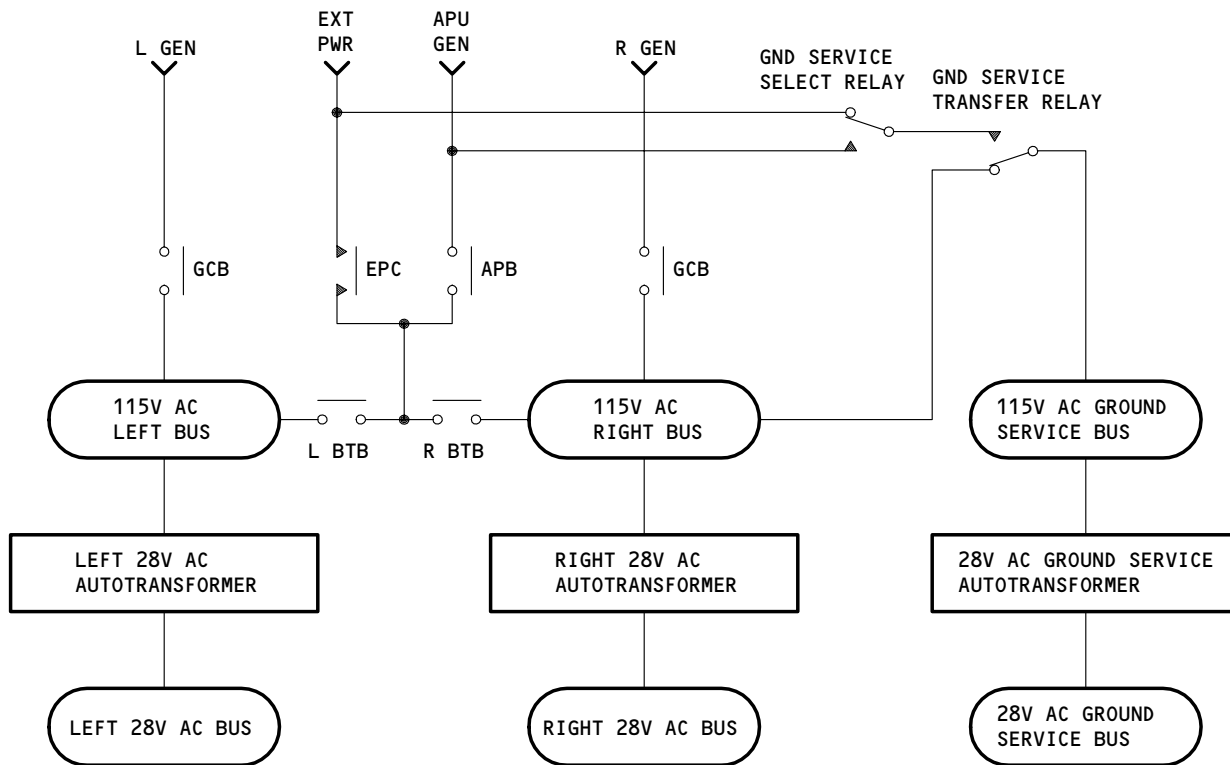 L GEN
EXT
PWR
APU
GEN
R GEN
GND SERVICE
SELECT RELAY
GND SERVICE
TRANSFER RELAY
GCB
EPC
APB
GCB
115V AC
LEFT BUS
L BTB
R BTB
115V AC
RIGHT BUS
115V AC GROUND
SERVICE BUS
LEFT 28V AC
AUTOTRANSFORMER
RIGHT 28V AC
AUTOTRANSFORMER
28V AC GROUND SERVICE
AUTOTRANSFORMER
LEFT 28V AC BUS
RIGHT 28V AC BUS
28V AC GROUND
SERVICE BUS